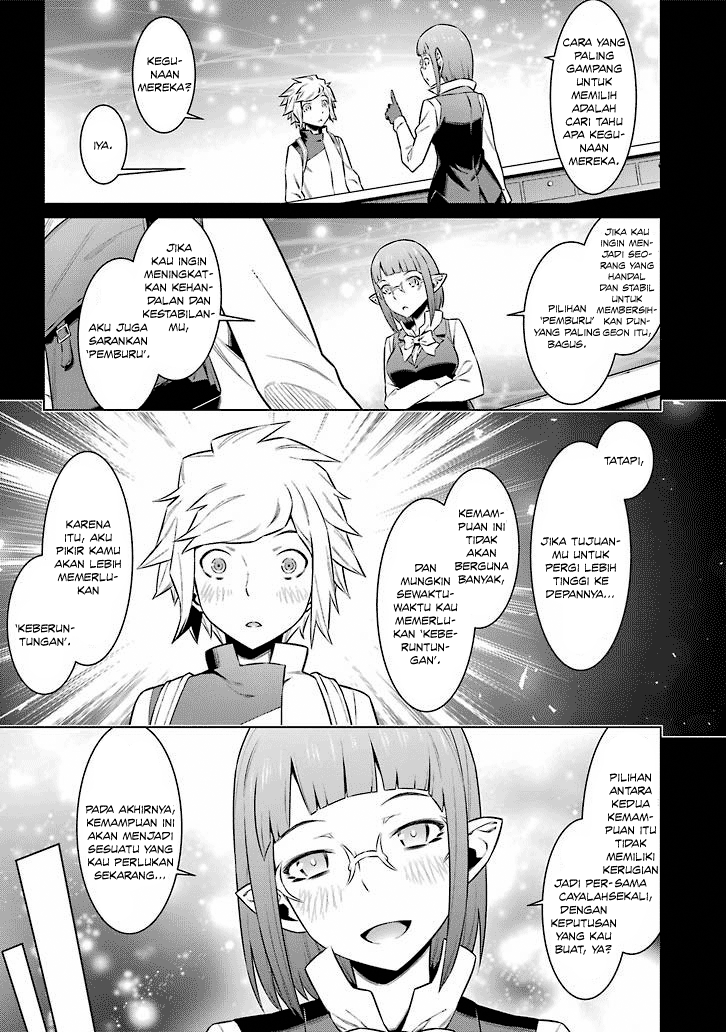 CARA YANG
PALING
GAMPANG
UNTUK
MEMILIH
ADALAH
CARI TAHU
APA KEGU-
NAAN
MEREKA.
KEGU-
NAAN
MEREKA?
IYA.
JIKA
KAU INGIN MEN-
JADI SEO-
RANG YANG
HANDAL
DAN STABIL
UNTUK
MEMBERSIH-
KAN DUN-
GEON ITU,
PILIHAN
'PEMBURU'
YANG PALING
BAGUS.
JIKA
KAU INGIN
MENINGKAT-
KAN KEHAN-
DALAN DAN
KESTABILAN-
MU,
AKU JUGA
SARANKAN
'PEMBURU'.
TATAPI,
JIKA TUJUAN-
MU UNTUK
PERGI LEBIH
TINGGI KE
DEPANNYA...
KEMAM-
PUAN INI
TIDAK
AKAN
BERGUNA
BANYAK,
DAN
MUNGKIN
SEWAKTU-
WAKTU KAU
MEMERLU-
KAN 'KEBE-
RUNTUN-
GAN'.
KARENA
ITU, AKU
PIKIR KAMU
AKAN LEBIH
MEMERLU-
KAN
'KEBERUN-
TUNGAN'.
PILIHAN
ANTARA
KEDUA
KEMAM-
PUAN ITU
TIDAK
MEMILIKI
KERUGIAN
JADI PER-SAMA
CAYALAHSEKALI,
DENGAN
KEPUTUSAN
YANG KAU
BUAT, YA?
PADA AKHIRNYA,
KEMAMPUAN INI
AKAN MENJADI
SESUATU YANG
KAU PERLUKAN
SEKARANG...